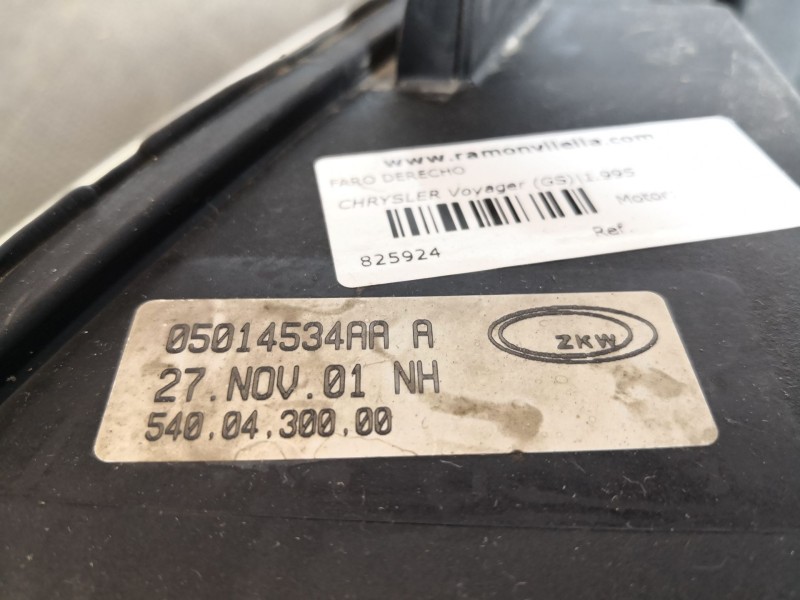 www.ramonvilella.com
FARO DERECHO
CHRYSLER Voyager (GS)|1.995
Motor:
Ref.
825924
05014534AA A
ZKW
27.NOV.01 NH
540.04.300.00